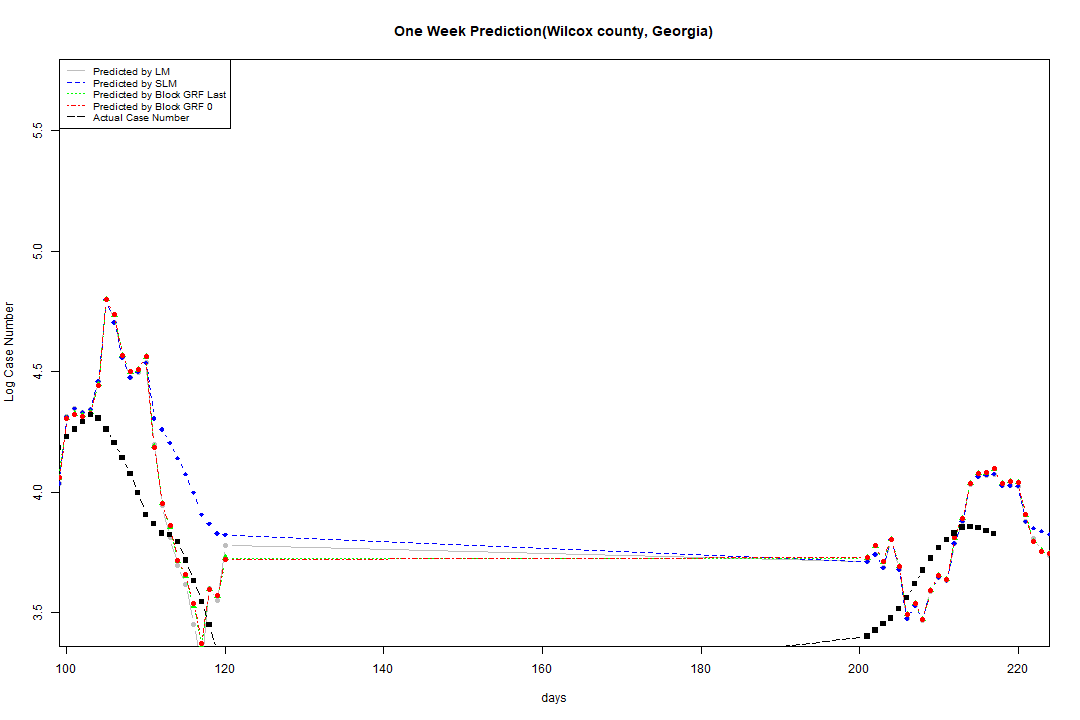 One Week Prediction(Wilcox county, Georgia)
Predicted by LM
Predicted by SLM
Predicted by Block GRF Last
Predicted by Block GRF 0
Actual Case Number
5.5
5.0
4.5
4.0
3.5
Log Case Number
100 120 140 160 180 200 220
days